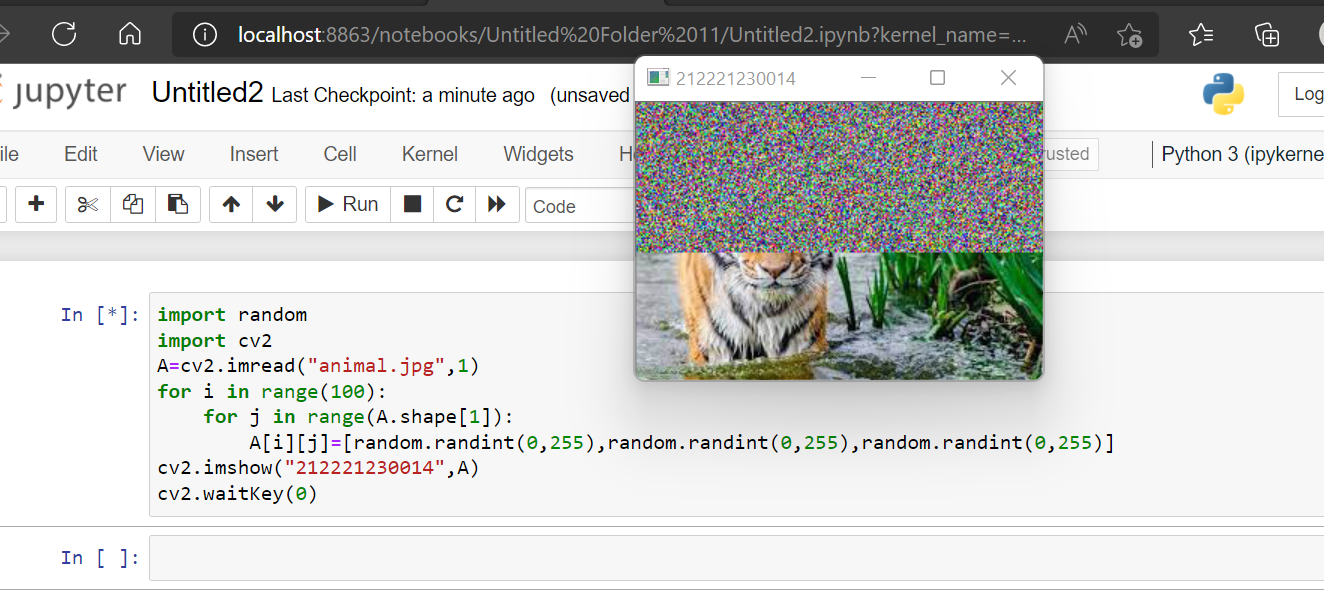 localhost:8863/notebooks/Untitled%20Folder%2011/Untitled2.ipynb?kernel_name=...
212221230014
jupyter Untitled2 Last Checkpoint: a minute ago (unsaved
Log
ile Edit View Insert Cell Kernel Widgets H usted Python 3 (ipykerne
Run Code
In [*]:
import random
import cv2
A=cv2.imread("animal.jpg",1)
for i in range(100):
    for j in range(A.shape[1]):
        A[i][j]=[random.randint(0,255),random.randint(0,255),random.randint(0,255)]
cv2.imshow("212221230014",A)
cv2.waitKey(0)
In [ ]: